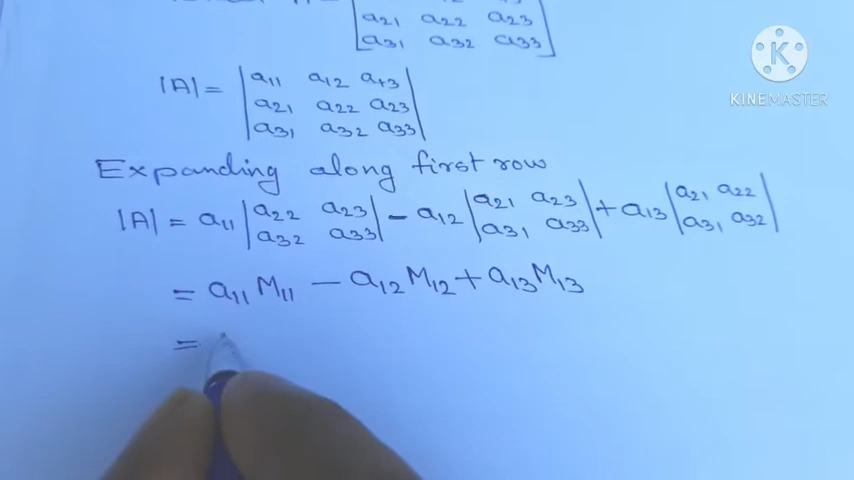 a21 a22 a23
a31 a32 a33
|A| = |a11 a12 a13|
|a21 a22 a23|
|a31 a32 a33|
Expanding along first row
|A| = a11 |a22 a23| - a12 |a21 a23| + a13 |a21 a22|
|a32 a33| |a31 a33| |a31 a32|
= a11 M11 - a12 M12 + a13 M13
=
K
KINEMASTER